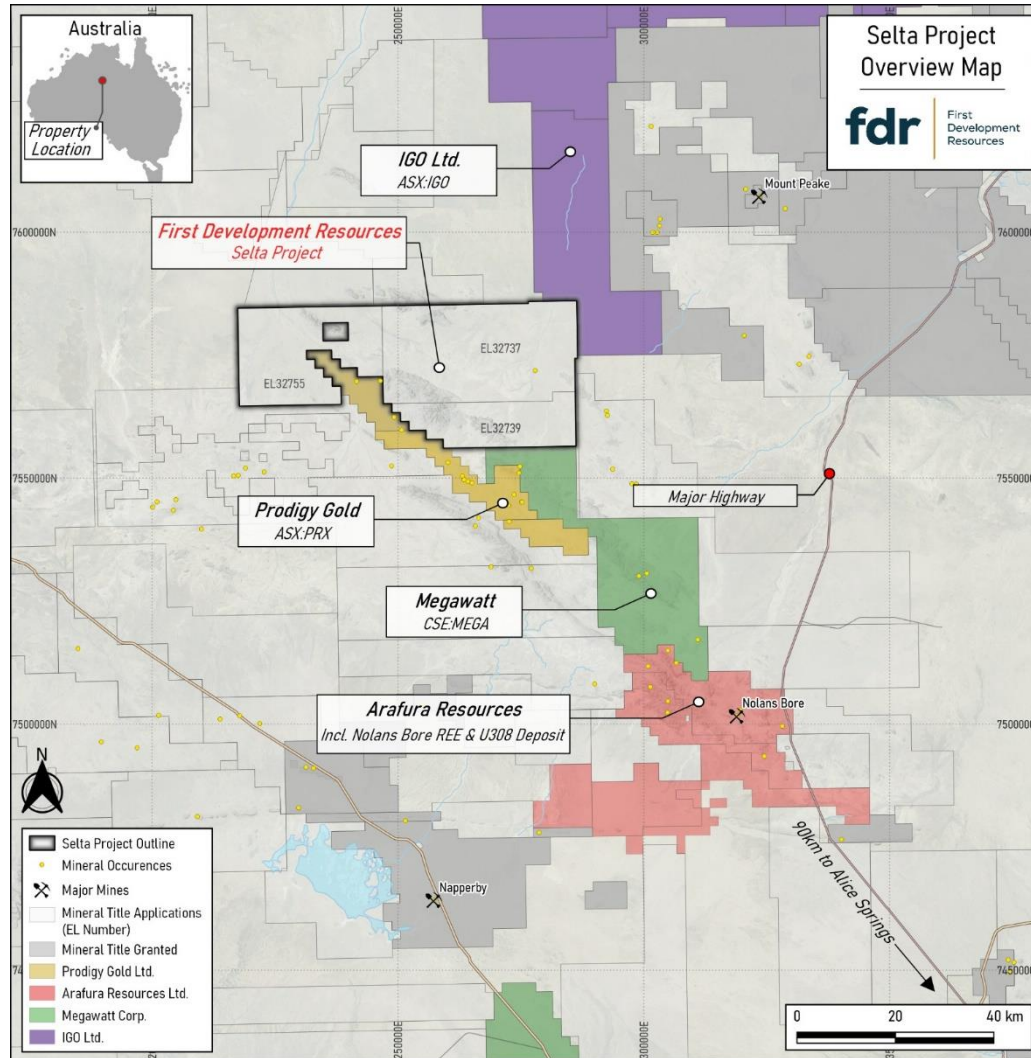 Australia
Property
Location
250000E
300000E
Selta Project
Overview Map
fdr
First
Development
Resources
IGO Ltd.
ASX:IGO
Mount Peake
7600000N
7600000
First Development Resources
Selta Project
EL32737
EL32755
EL32739
7550000N
7550000
Major Highway
Prodigy Gold
ASX:PRX
Megawatt
CSE:MEGA
Arafura Resources
Incl. Nolans Bore REE & U308 Deposit
Nolans Bore
7500000N
7500000
N
90km to Alice Springs
Napperby
Selta Project Outline
Mineral Occurences
Major Mines
Mineral Title Applications
(EL Number)
Mineral Title Granted
Prodigy Gold Ltd.
Arafura Resources Ltd.
Megawatt Corp.
IGO Ltd.
7450000
0 20 40 km
250000E
300000E